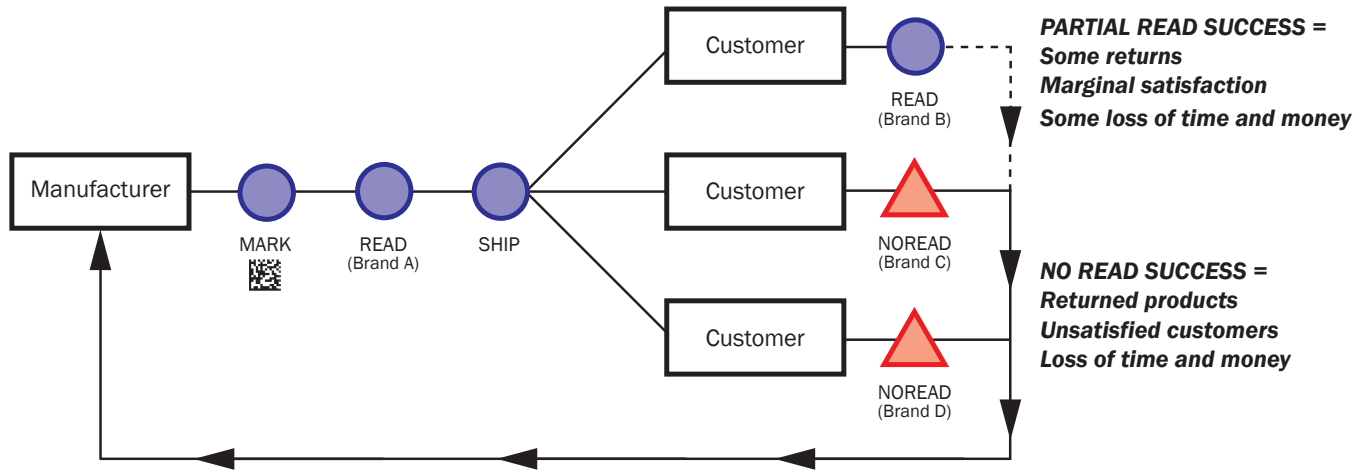 Customer
READ
(Brand B)
PARTIAL READ SUCCESS =
Some returns
Marginal satisfaction
Some loss of time and money
Manufacturer
MARK
READ
(Brand A)
SHIP
Customer
NOREAD
(Brand C)
Customer
NOREAD
(Brand D)
NO READ SUCCESS =
Returned products
Unsatisfied customers
Loss of time and money